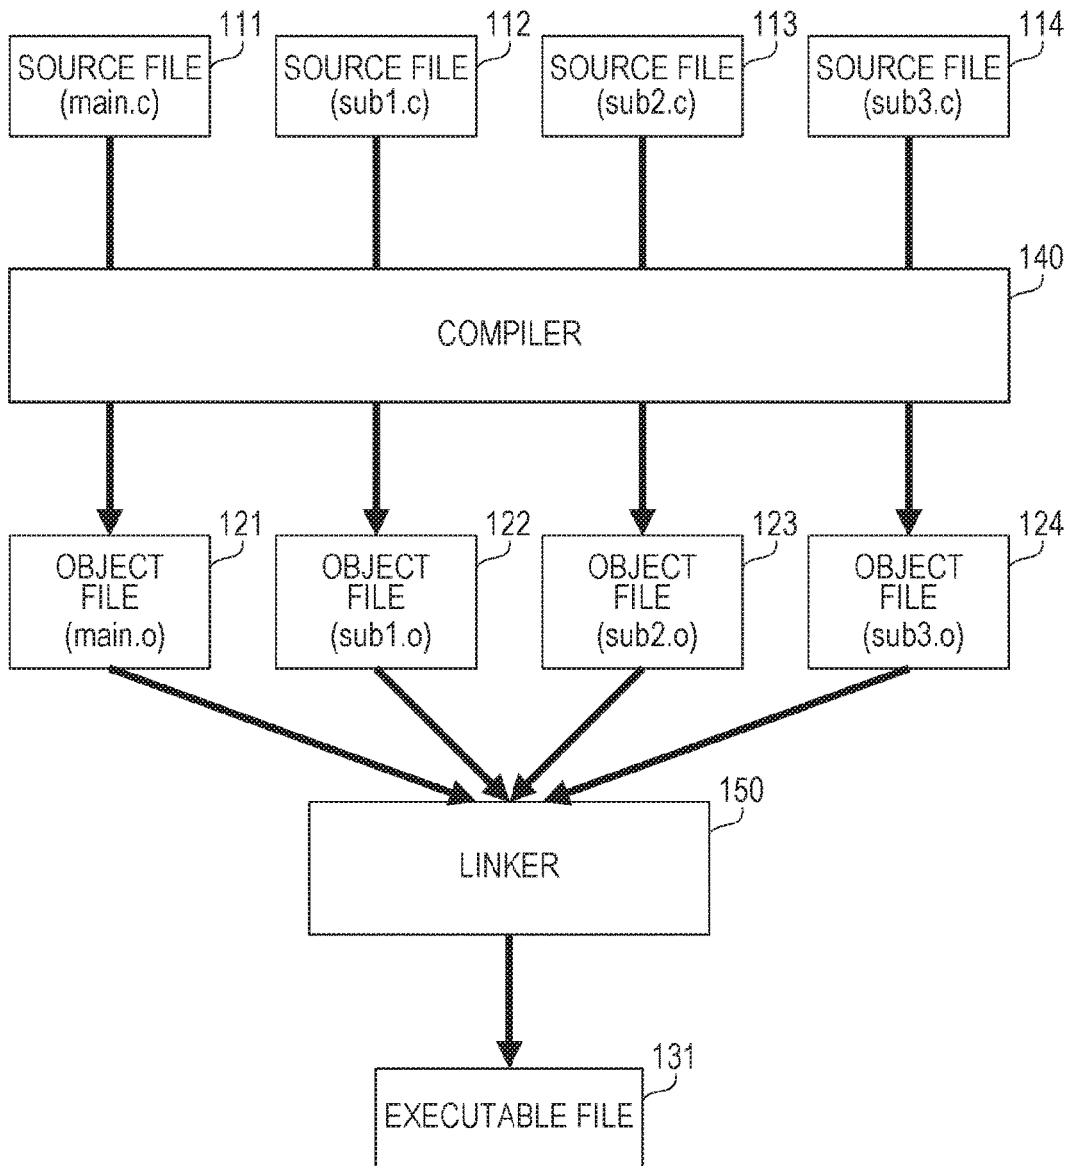 111
112
113
114
SOURCE FILE
(main.c)
SOURCE FILE
(sub1.c)
SOURCE FILE
(sub2.c)
SOURCE FILE
(sub3.c)
140
COMPILER
121
122
123
124
OBJECT
FILE
(main.o)
OBJECT
FILE
(sub1.o)
OBJECT
FILE
(sub2.o)
OBJECT
FILE
(sub3.o)
150
LINKER
131
EXECUTABLE FILE